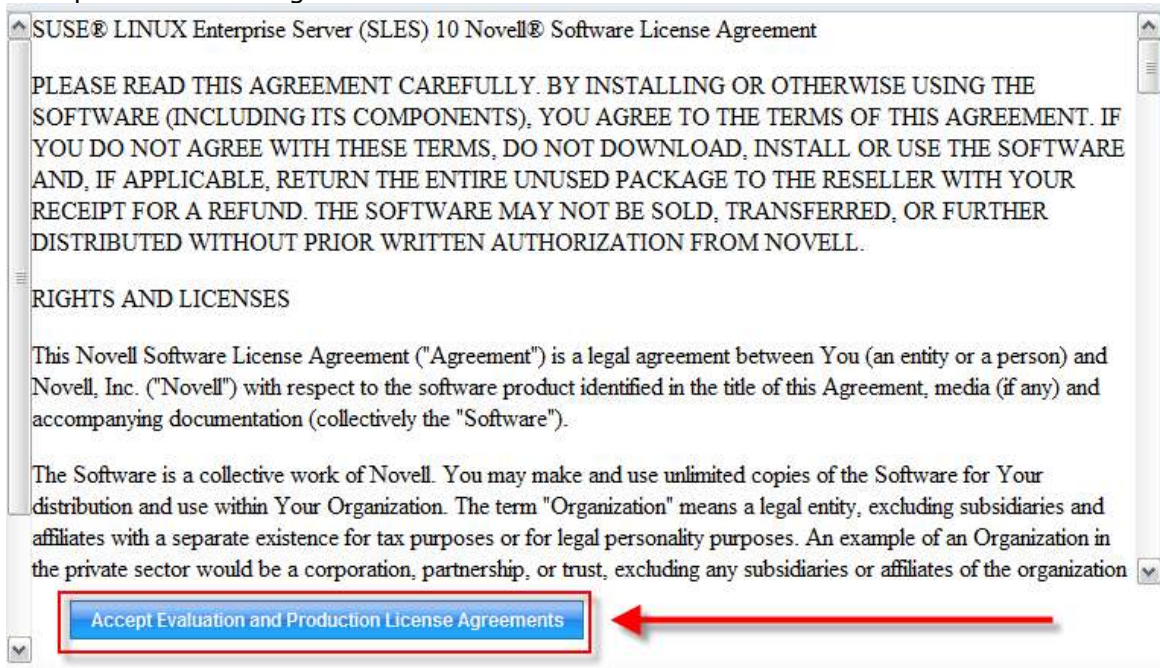 SUSE® LINUX Enterprise Server (SLES) 10 Novell® Software License Agreement
PLEASE READ THIS AGREEMENT CAREFULLY. BY INSTALLING OR OTHERWISE USING THE
SOFTWARE (INCLUDING ITS COMPONENTS), YOU AGREE TO THE TERMS OF THIS AGREEMENT. IF
YOU DO NOT AGREE WITH THESE TERMS, DO NOT DOWNLOAD, INSTALL OR USE THE SOFTWARE
AND, IF APPLICABLE, RETURN THE ENTIRE UNUSED PACKAGE TO THE RESELLER WITH YOUR
RECEIPT FOR A REFUND. THE SOFTWARE MAY NOT BE SOLD, TRANSFERRED, OR FURTHER
DISTRIBUTED WITHOUT PRIOR WRITTEN AUTHORIZATION FROM NOVELL.
RIGHTS AND LICENSES
This Novell Software License Agreement ("Agreement") is a legal agreement between You (an entity or a person) and
Novell, Inc. ("Novell") with respect to the software product identified in the title of this Agreement, media (if any) and
accompanying documentation (collectively the "Software").
The Software is a collective work of Novell. You may make and use unlimited copies of the Software for Your
distribution and use within Your Organization. The term "Organization" means a legal entity, excluding subsidiaries and
affiliates with a separate existence for tax purposes or for legal personality purposes. An example of an Organization in
the private sector would be a corporation, partnership, or trust, excluding any subsidiaries or affiliates of the organization
Accept Evaluation and Production License Agreements